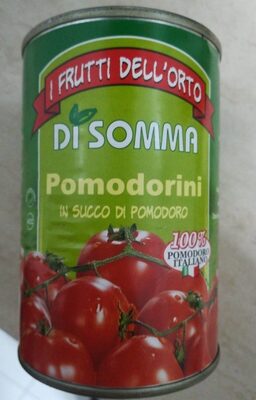 I FRUTTI DELL'ORTO
DI SOMMA
Pomodorini
IN SUCCO DI POMODORO
100%
POMODORO
ITALIANO